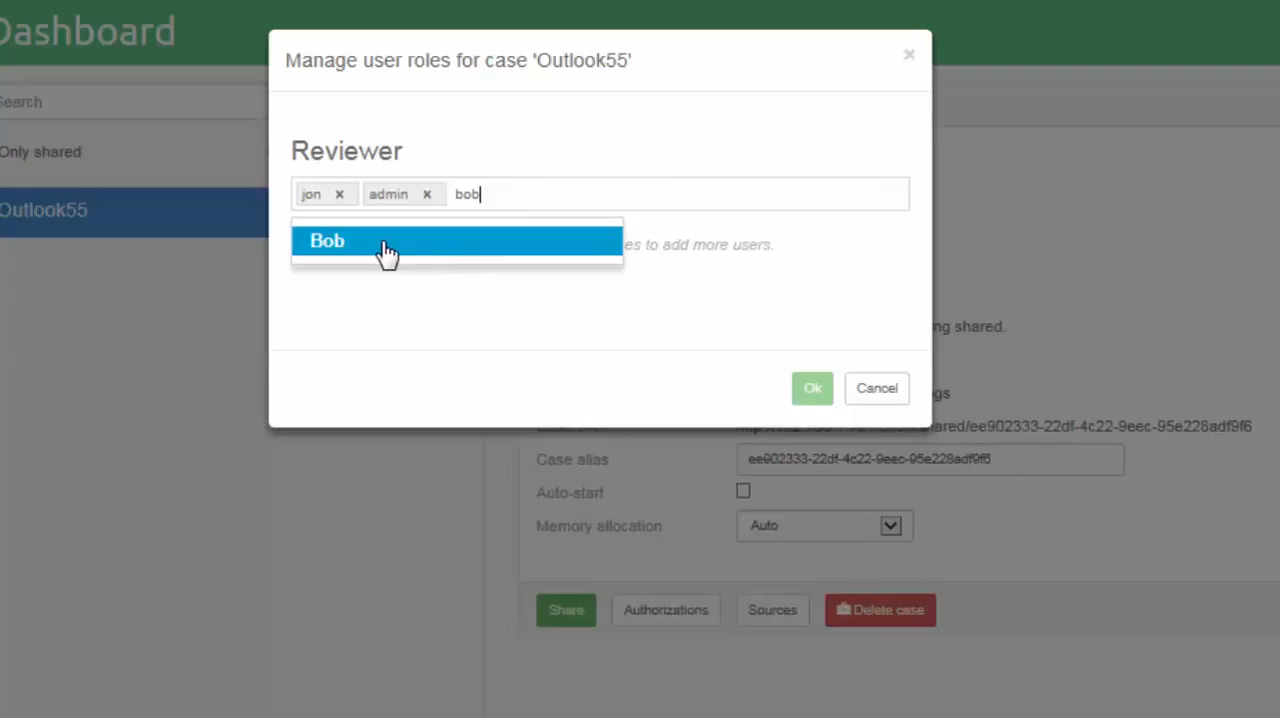 Dashboard
Manage user roles for case 'Outlook55'
×
Search
Only shared
Reviewer
jon × admin × bob
Outlook55
Bob
es to add more users.
ng shared.
Ok Cancel
gs
shared/ee902333-22df-4c22-9eec-95e228adf9f6
Case alias ee902333-22df-4c22-9eec-95e228adf9f6
Auto-start
Memory allocation Auto
Share Authorizations Sources Delete case